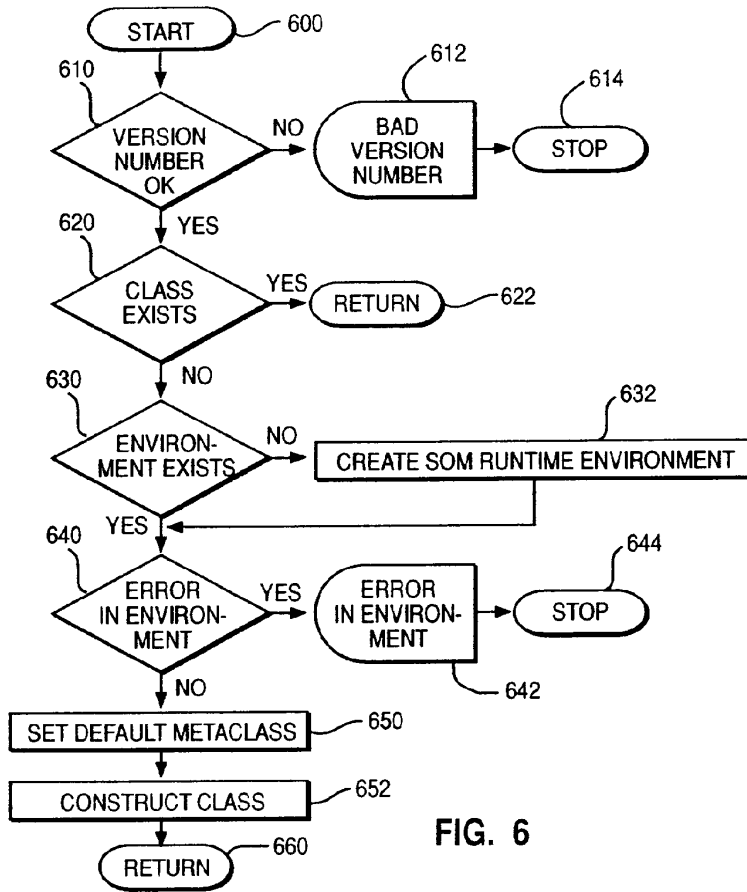 START
600
610
VERSION
NUMBER
OK
NO
612
BAD
VERSION
NUMBER
614
STOP
YES
620
CLASS
EXISTS
YES
RETURN
622
NO
630
ENVIRON-
MENT EXISTS
NO
632
CREATE SOM RUNTIME ENVIRONMENT
YES
640
ERROR
IN ENVIRON-
MENT
YES
ERROR
IN ENVIRON-
MENT
642
644
STOP
NO
SET DEFAULT METACLASS
650
CONSTRUCT CLASS
652
RETURN
660
FIG. 6